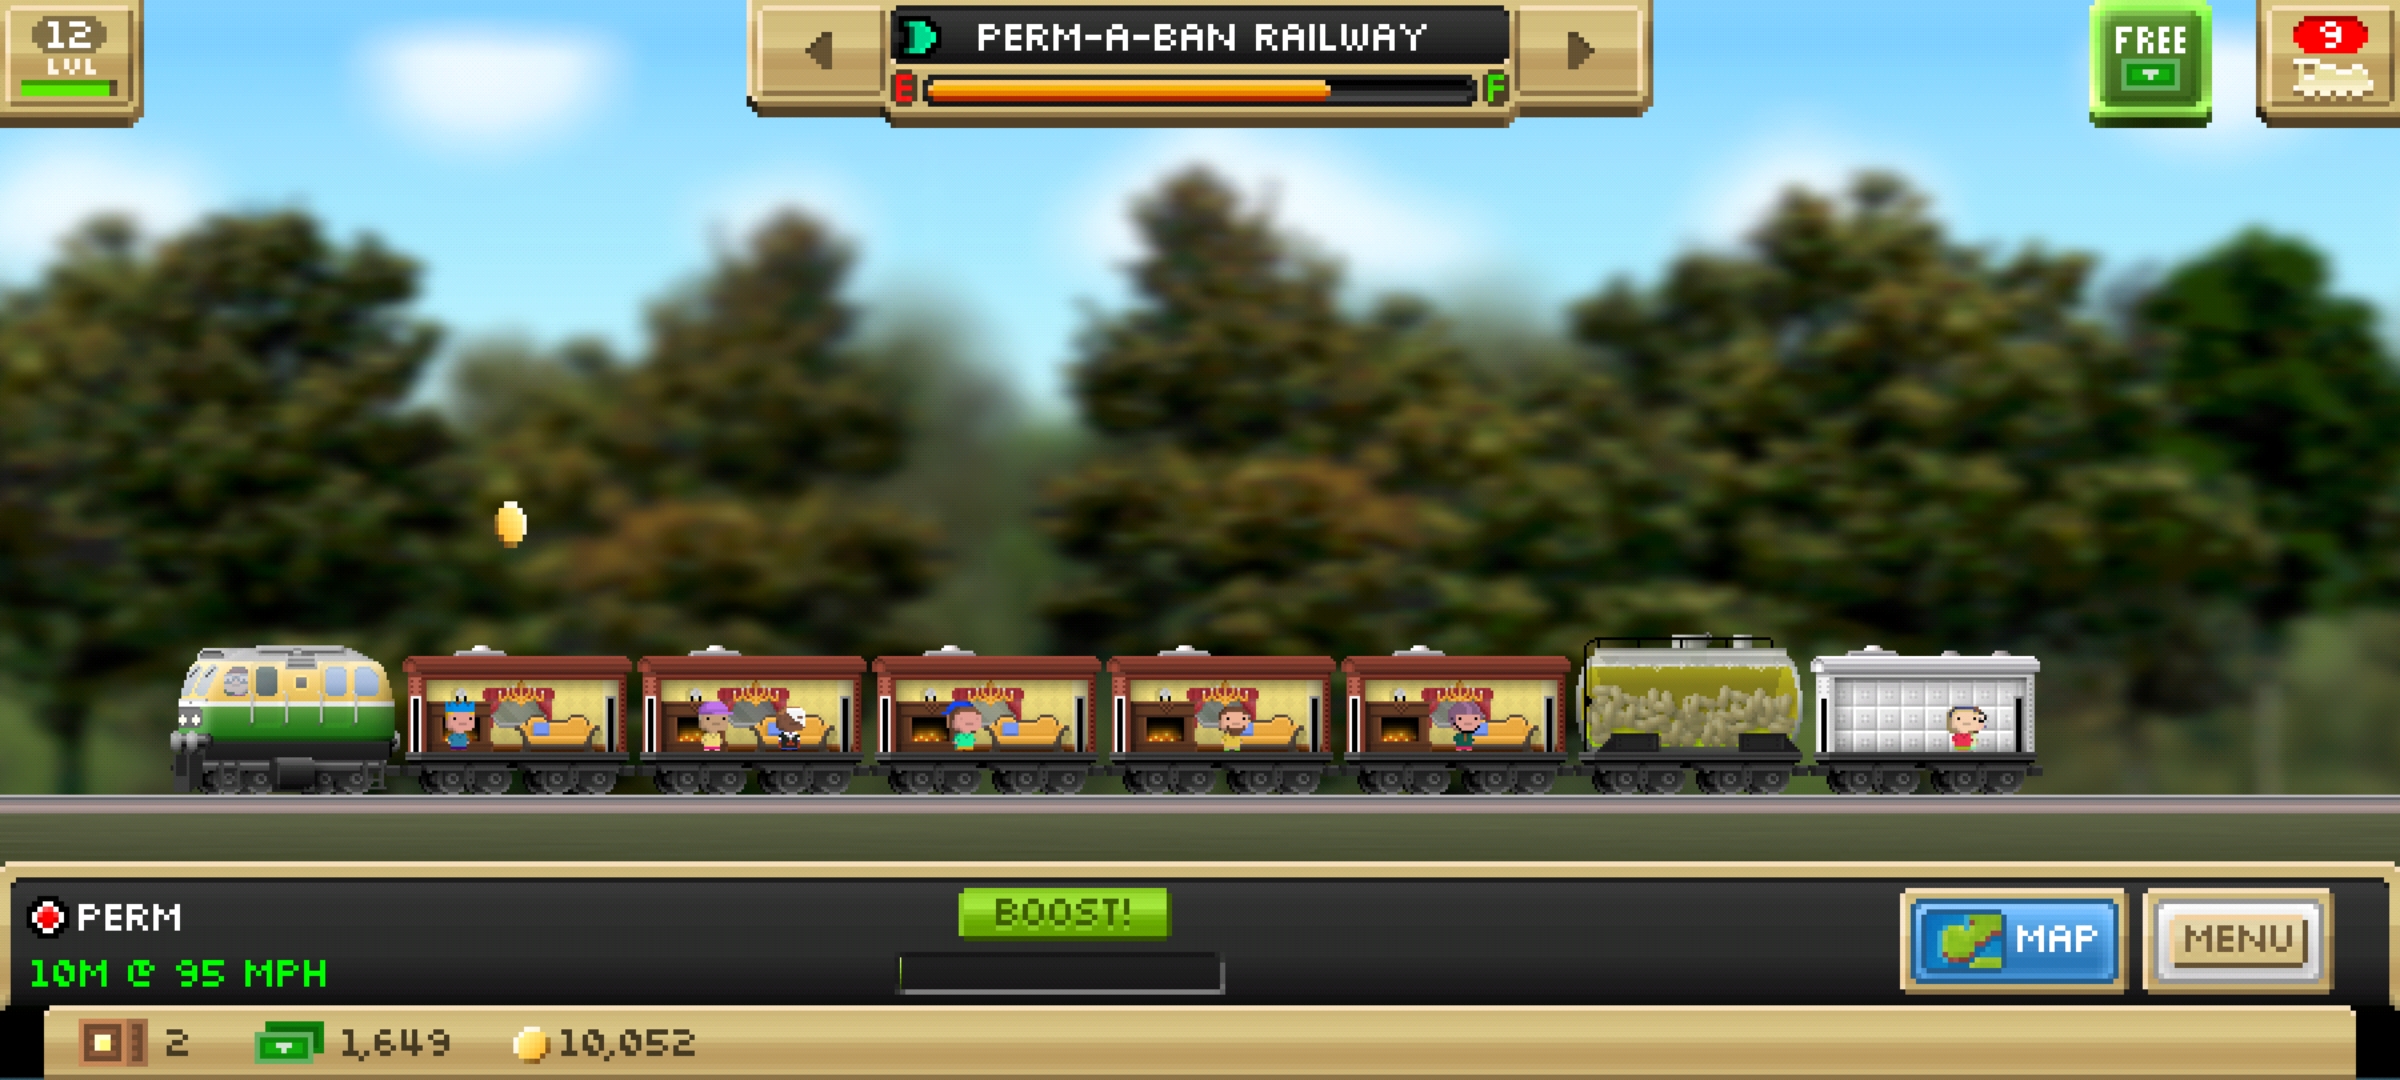 12
LVL
PERM-A-BAN RAILWAY
E F
FREE
9
PERM
10M @ 95 MPH
BOOST!
MAP
MENU
2
1,649
10,052